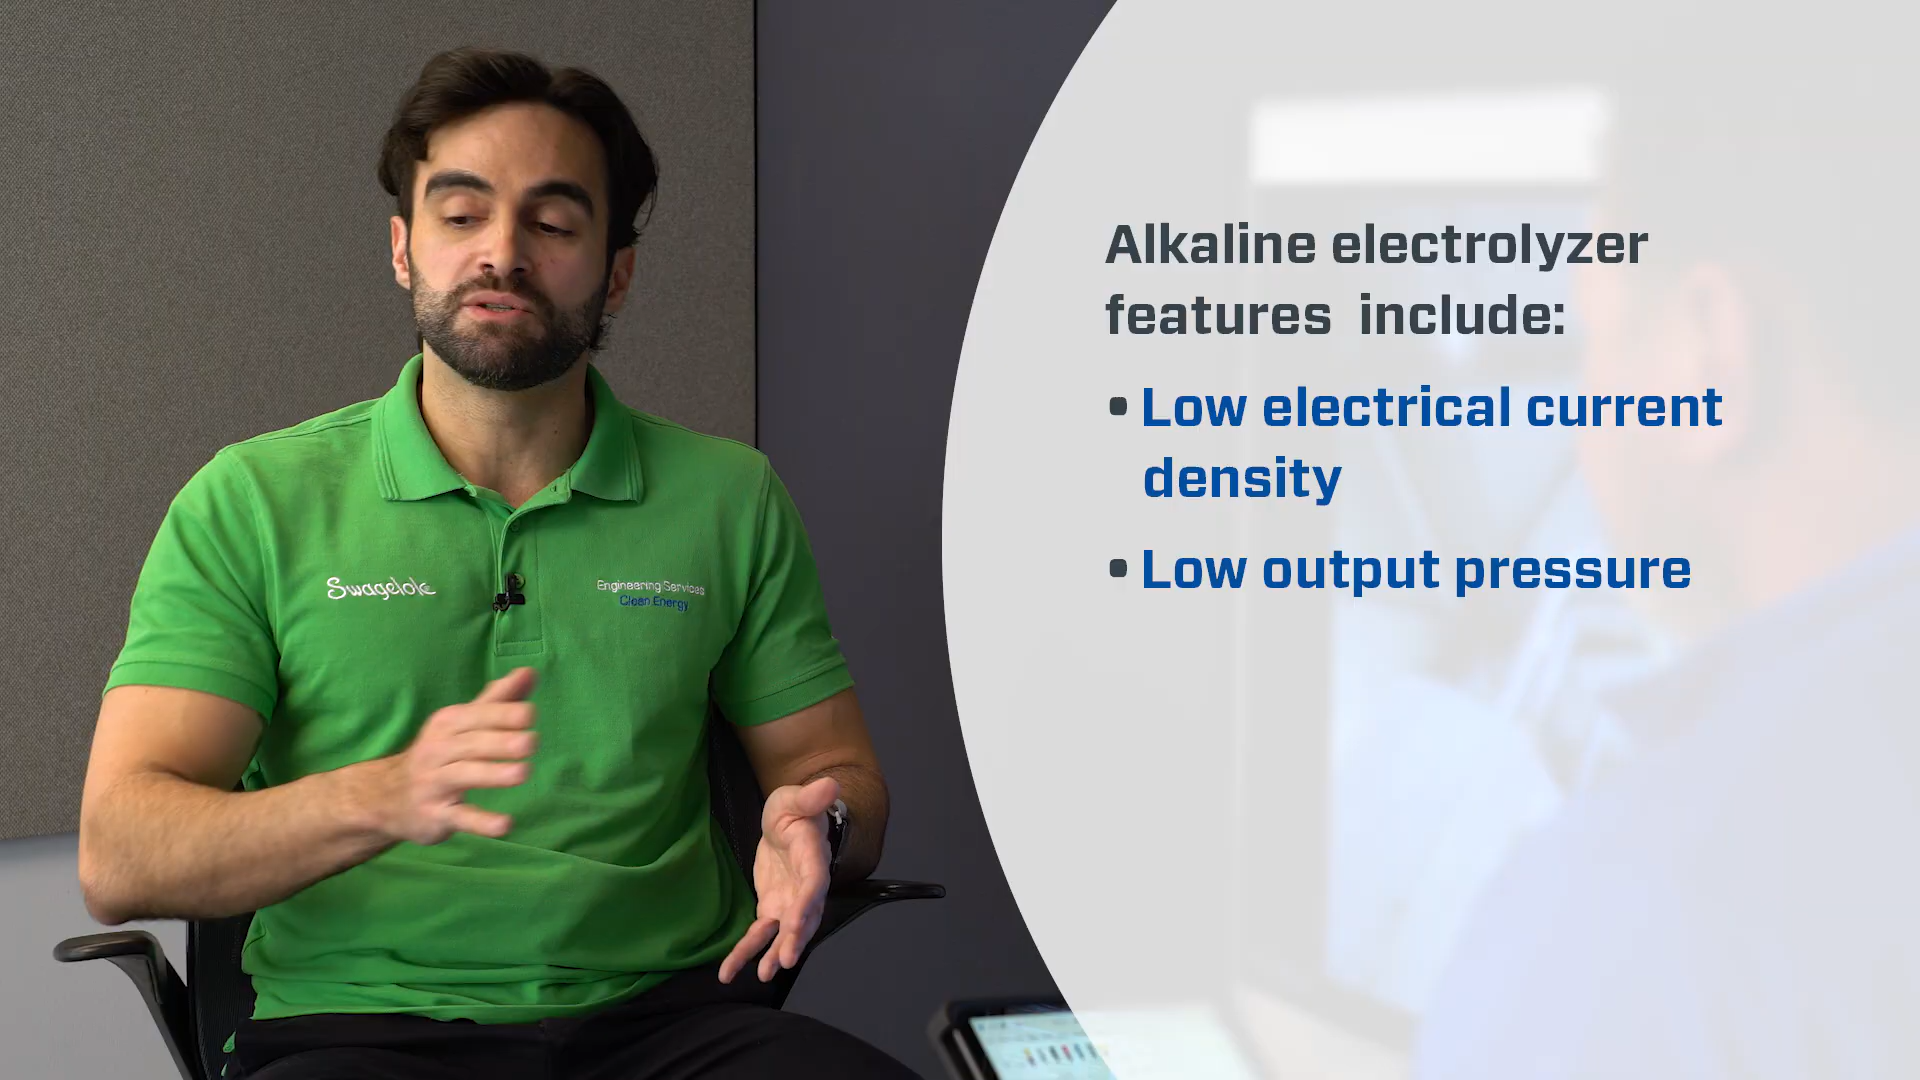 Alkaline electrolyzer
features include:
• Low electrical current
density
• Low output pressure
Swagelok
Engineering Services
Clean Energy